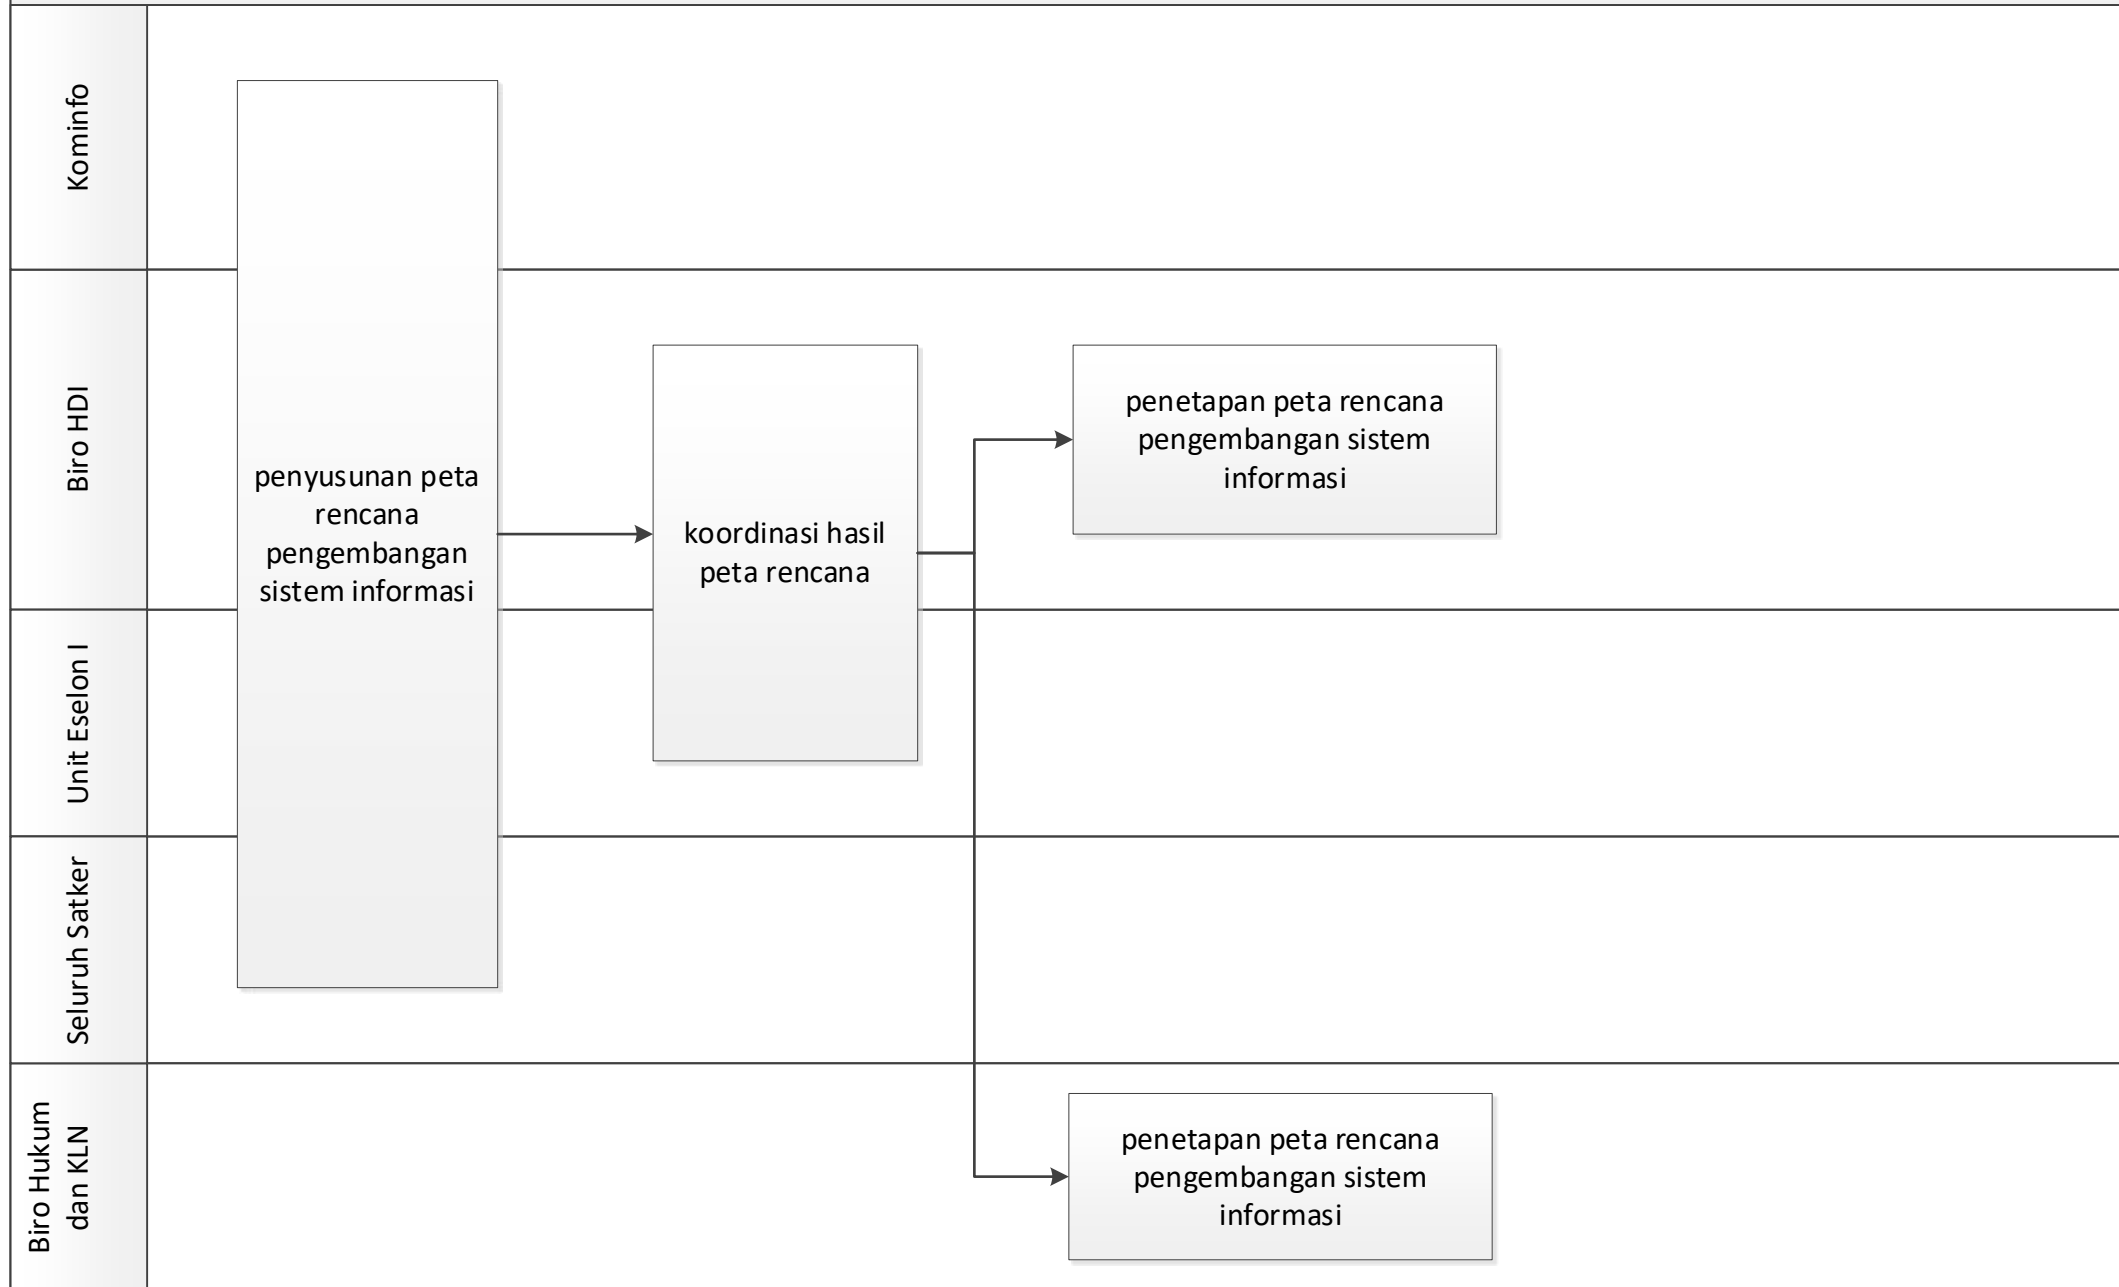 Kominfo
Biro HDI
Unit Eselon I
Seluruh Satker
Biro Hukum
dan KLN
penyusunan peta
rencana
pengembangan
sistem informasi
koordinasi hasil
peta rencana
penetapan peta rencana
pengembangan sistem
informasi
penetapan peta rencana
pengembangan sistem
informasi